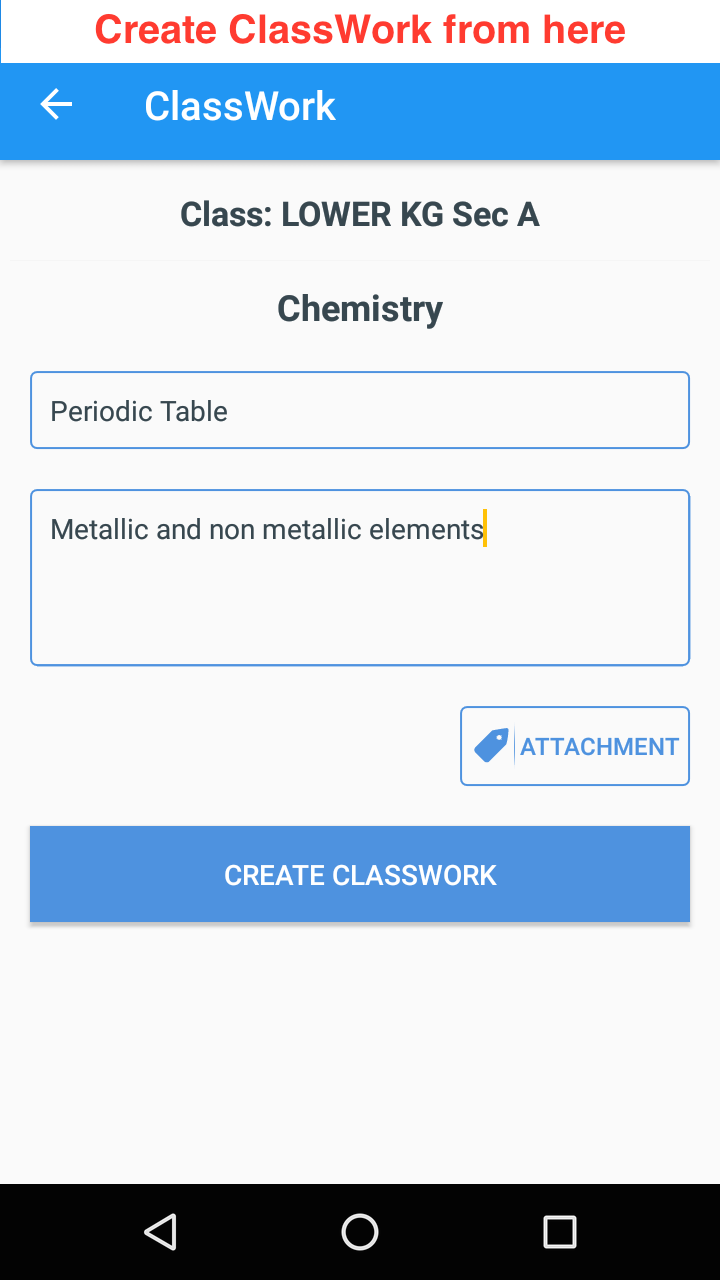 Create ClassWork from here
ClassWork
Class: LOWER KG Sec A
Chemistry
Periodic Table
Metallic and non metallic elements
ATTACHMENT
CREATE CLASSWORK